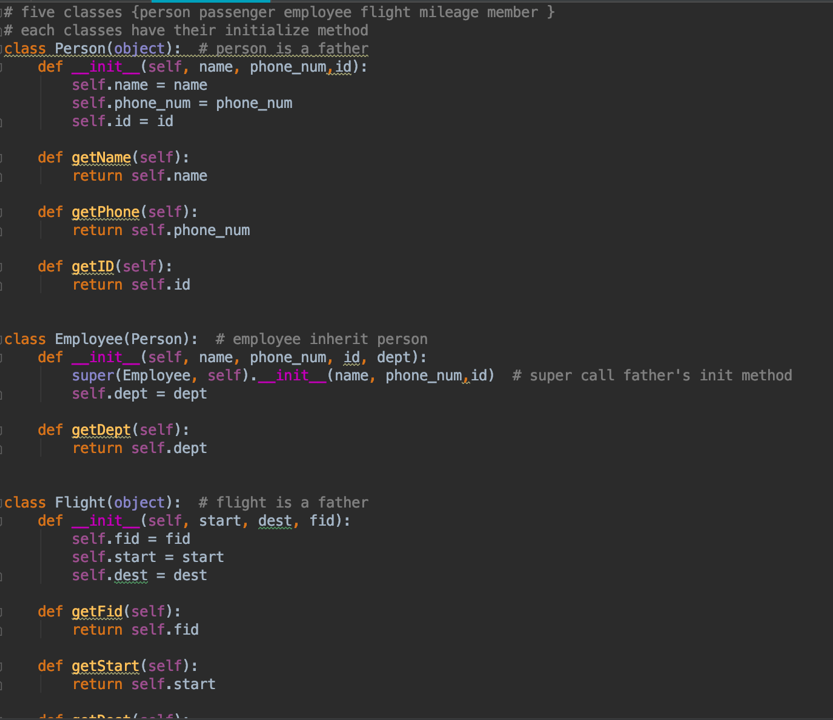 # five classes {person passenger employee flight mileage member }
# each classes have their initialize method
class Person(object):  # person is a father
    def __init__(self, name, phone_num,id):
        self.name = name
        self.phone_num = phone_num
        self.id = id
    def getName(self):
        return self.name
    def getPhone(self):
        return self.phone_num
    def getID(self):
        return self.id
class Employee(Person):  # employee inherit person
    def __init__(self, name, phone_num, id, dept):
        super(Employee, self).__init__(name, phone_num,id)  # super call father's init method
        self.dept = dept
    def getDept(self):
        return self.dept
class Flight(object):  # flight is a father
    def __init__(self, start, dest, fid):
        self.fid = fid
        self.start = start
        self.dest = dest
    def getFid(self):
        return self.fid
    def getStart(self):
        return self.start
    def getDest(self):